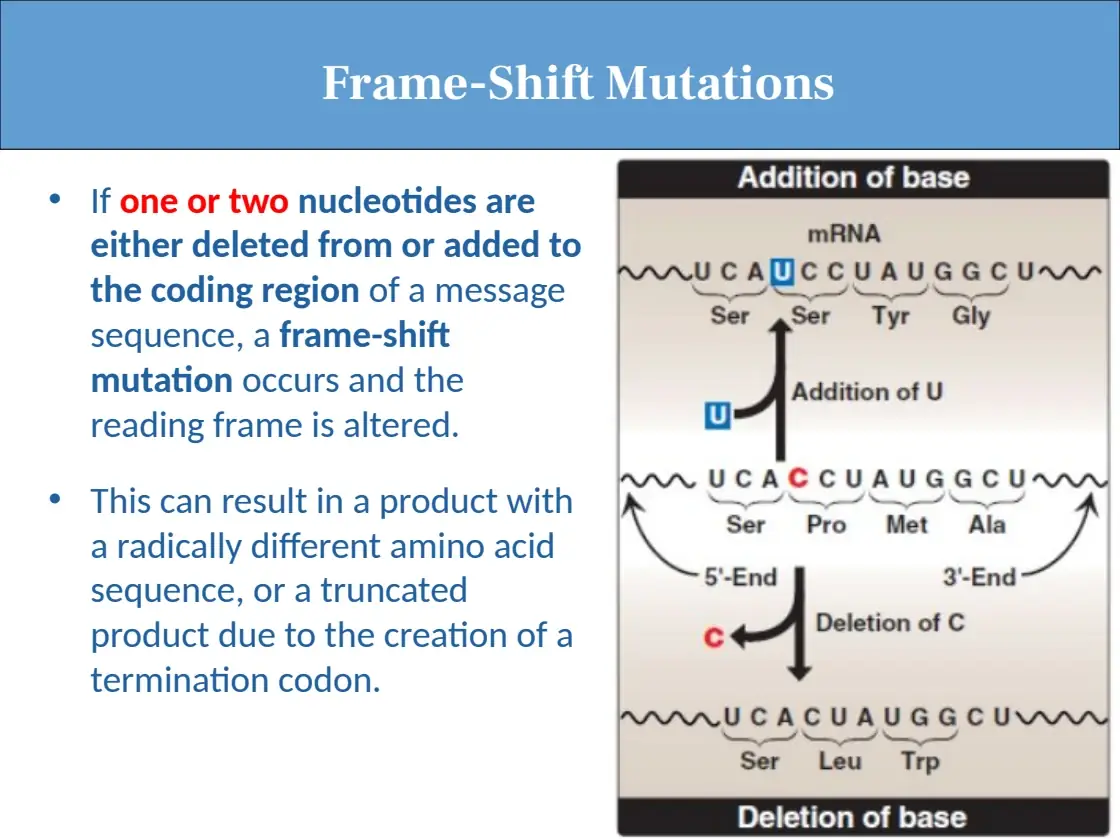 Frame-Shift Mutations
• If one or two nucleotides are
either deleted from or added to
the coding region of a message
sequence, a frame-shift
mutation occurs and the
reading frame is altered.
• This can result in a product with
a radically different amino acid
sequence, or a truncated
product due to the creation of a
termination codon.
Addition of base
mRNA
U C A U C C U A U G G C U
Ser Ser Tyr Gly
Addition of U
U
U C A C C U A U G G C U
Ser Pro Met Ala
5'-End 3'-End
Deletion of C
C
U C A C U A U G G C U
Ser Leu Trp
Deletion of base